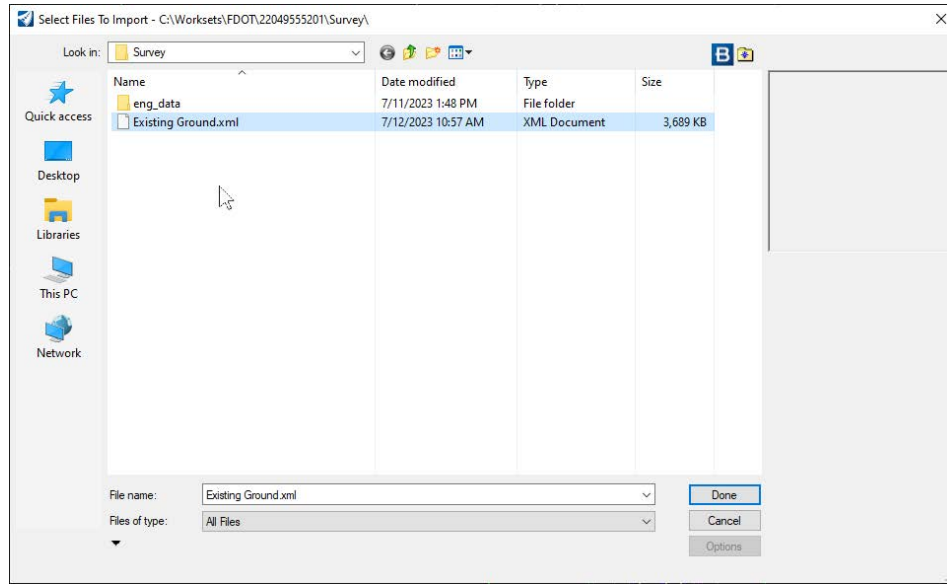 Select Files To Import - C:\Worksets\FDOT\22049555201\Survey\
Look in: Survey
B
Name Date modified Type Size
eng_data 7/11/2023 1:48 PM File folder
Existing Ground.xml 7/12/2023 10:57 AM XML Document 3,689 KB
Quick access
Desktop
Libraries
This PC
Network
File name: Existing Ground.xml Done
Files of type: All Files Cancel
Options